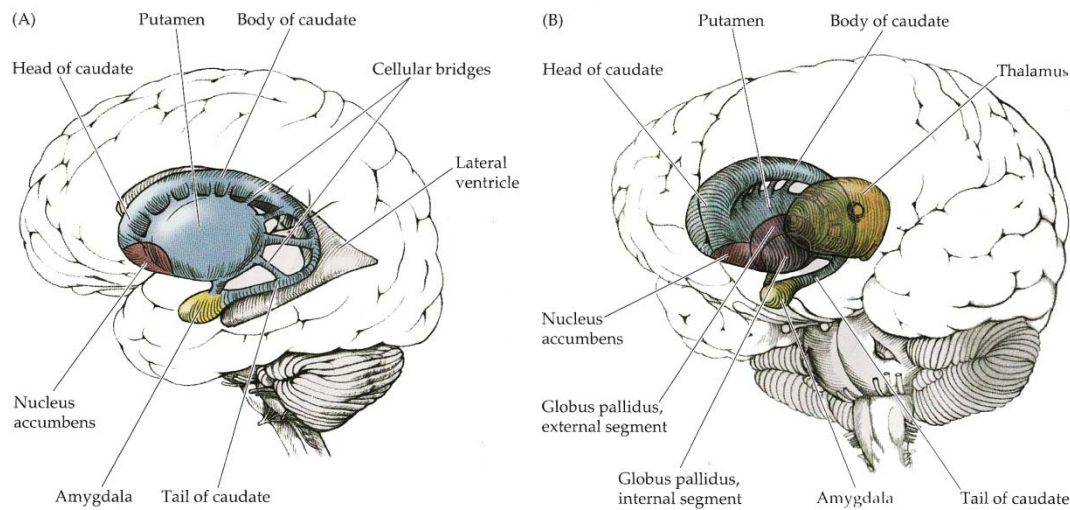 (A)
Putamen
Body of caudate
Head of caudate
Cellular bridges
Lateral
ventricle
Nucleus
accumbens
Amygdala
Tail of caudate
(B)
Putamen
Body of caudate
Head of caudate
Thalamus
Nucleus
accumbens
Globus pallidus,
external segment
Globus pallidus,
internal segment
Amygdala
Tail of caudate